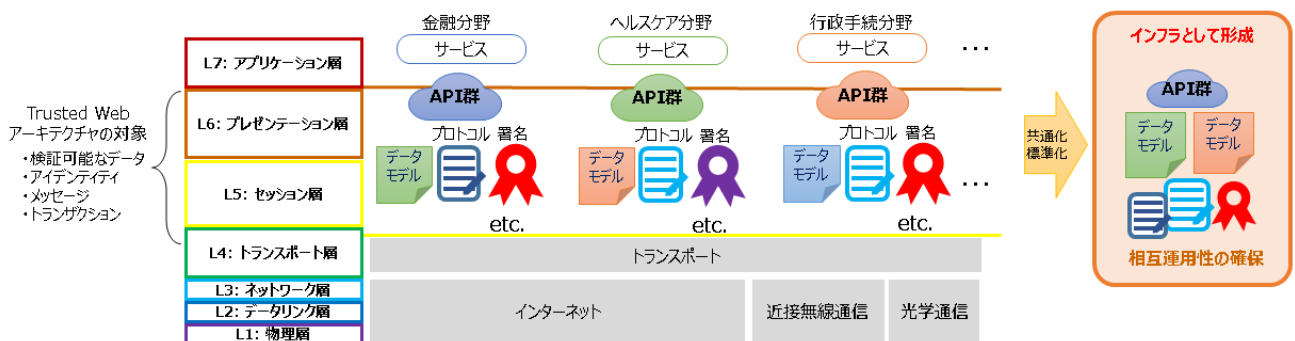 Trusted Web
アーキテクチャの対象
・検証可能なデータ
・アイデンティティ
・メッセージ
・トランザクション
L7: アプリケーション層
L6: プレゼンテーション層
L5: セッション層
L4: トランスポート層
L3: ネットワーク層
L2: データリンク層
L1: 物理層
金融分野
サービス
API群
プロトコル 署名
データ
モデル
etc.
ヘルスケア分野
サービス
API群
プロトコル 署名
データ
モデル
etc.
行政手続分野
サービス
API群
プロトコル 署名
データ
モデル
etc.
…
…
トランスポート
インターネット
近接無線通信
光学通信
共通化
標準化
インフラとして形成
API群
データ
モデル
データ
モデル
相互運用性の確保